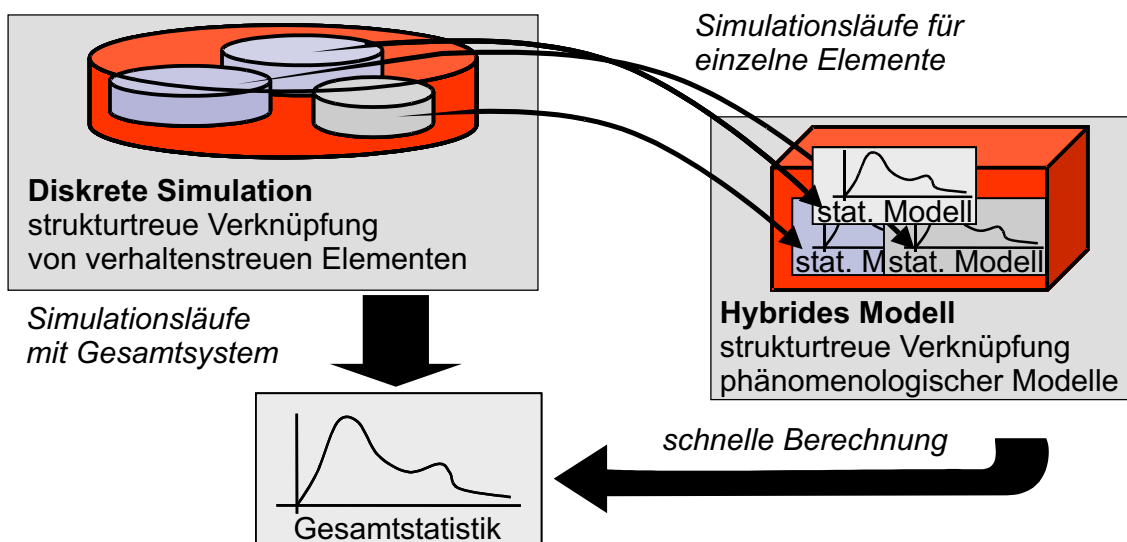 Simulationsläufe für
einzelne Elemente
Diskrete Simulation
strukturtreue Verknüpfung
von verhaltenstreuen Elementen
stat. Modell
stat. M
stat. Modell
Hybrides Modell
strukturtreue Verknüpfung
phänomenologischer Modelle
Simulationsläufe
mit Gesamtsystem
schnelle Berechnung
Gesamtstatistik